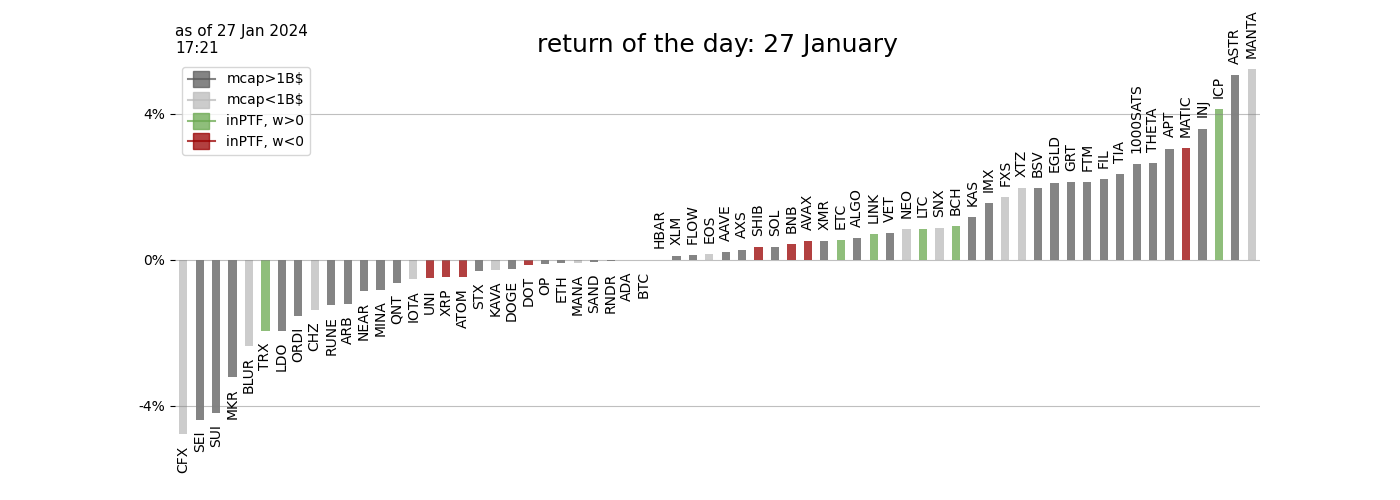 as of 27 Jan 2024
17:21
return of the day: 27 January
mcap>1B$
mcap<1B$
inPTF, w>0
inPTF, w<0
4%
0%
-4%
CFX
SEI
SUI
MKR
BLUR
TRX
LDO
ORDI
CHZ
RUNE
ARB
NEAR
MINA
QNT
IOTA
UNI
XRP
ATOM
STX
KAVA
DOGE
DOT
OP
ETH
MANA
SAND
RNDR
ADA
BTC
HBAR
XLM
FLOW
EOS
AAVE
AXS
SHIB
SOL
BNB
AVAX
XMR
ETC
ALGO
LINK
VET
NEO
LTC
SNX
BCH
KAS
IMX
FXS
XTZ
BSV
EGLD
GRT
FTM
FIL
TIA
1000SATS
THETA
APT
MATIC
INJ
ICP
ASTR
MANTA